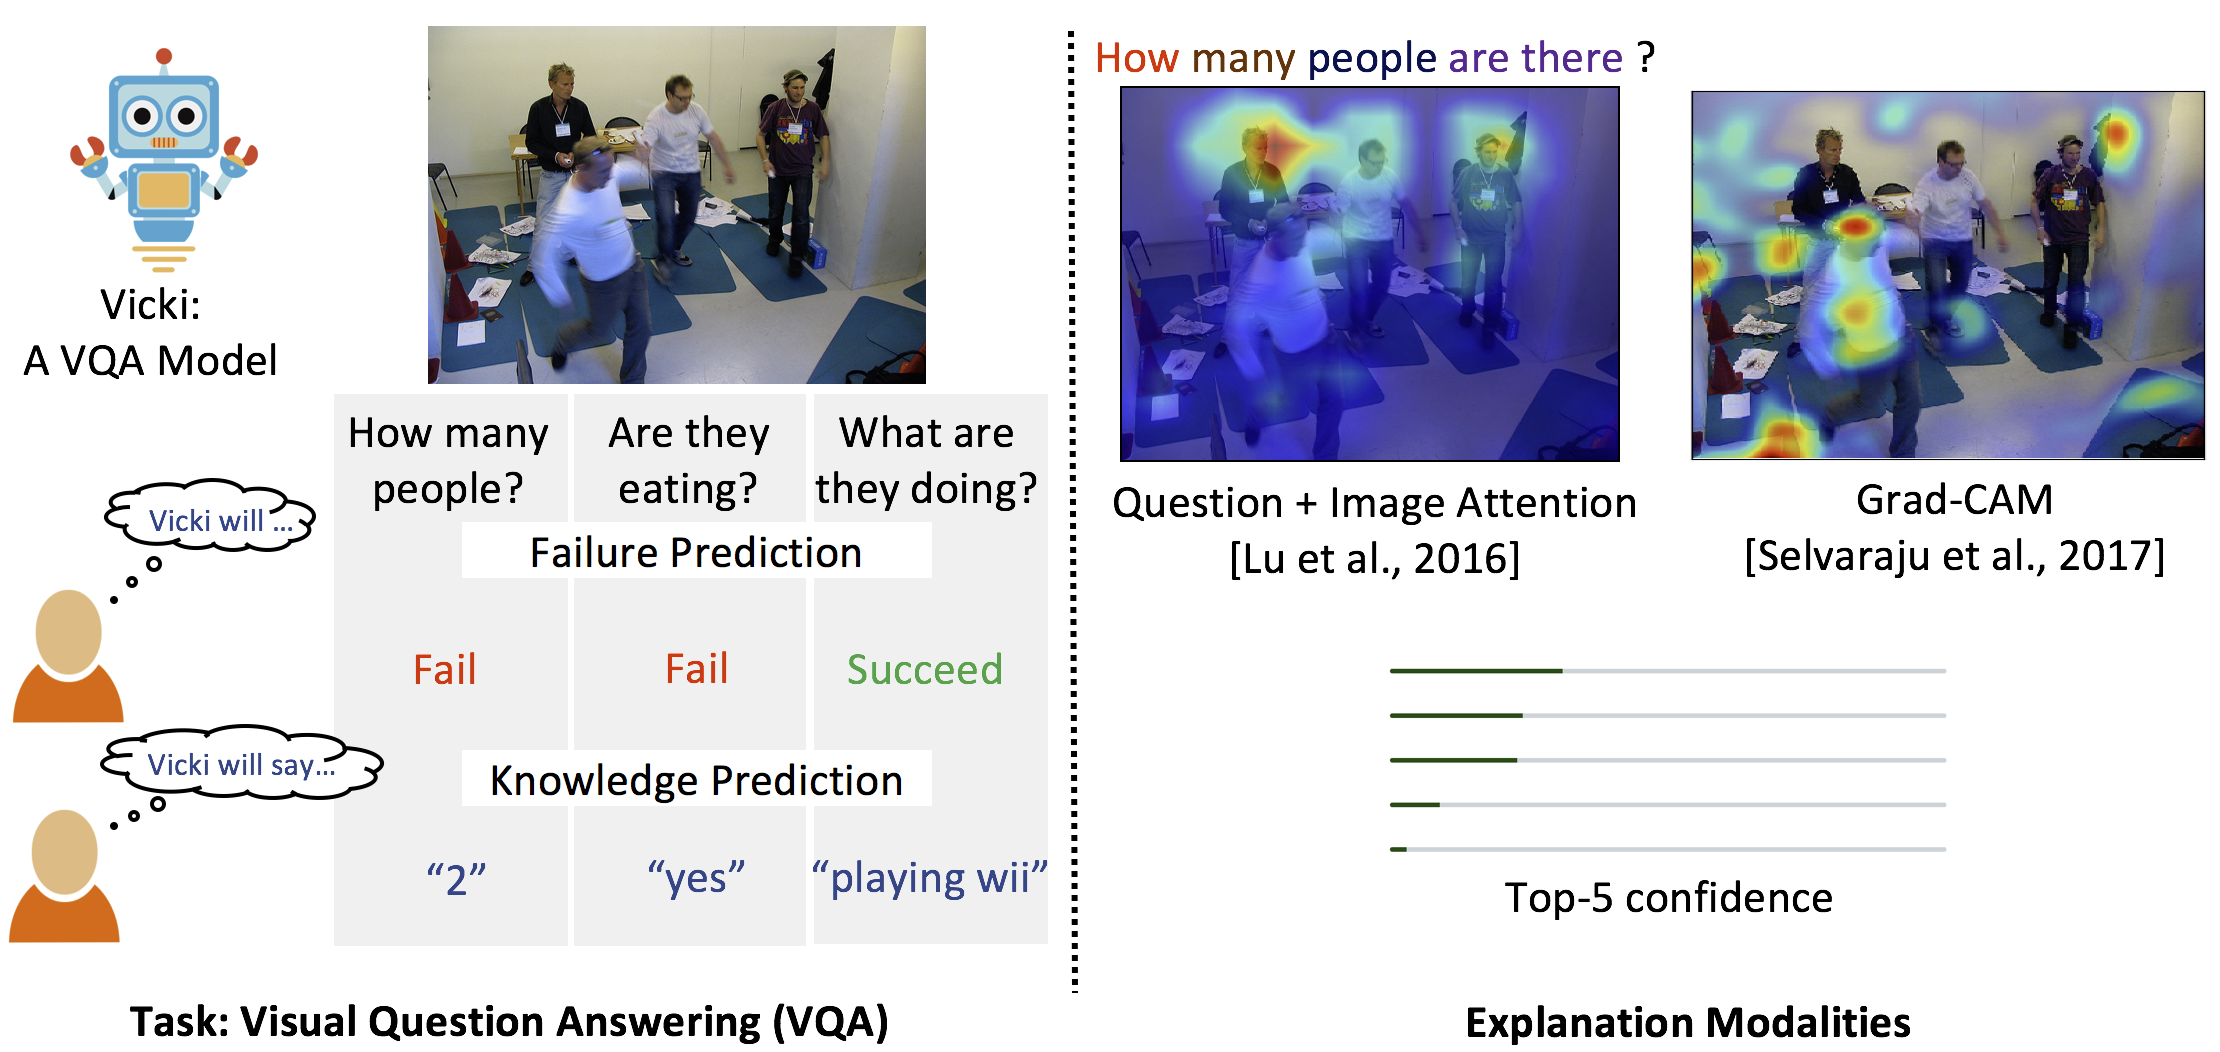 Vicki:
A VQA Model
How many
people?
Are they
eating?
What are
they doing?
Vicki will ...
Failure Prediction
Fail
Fail
Succeed
Vicki will say...
Knowledge Prediction
“2”
“yes”
“playing wii”
Task: Visual Question Answering (VQA)
How many people are there ?
Question + Image Attention
[Lu et al., 2016]
Grad-CAM
[Selvaraju et al., 2017]
Top-5 confidence
Explanation Modalities